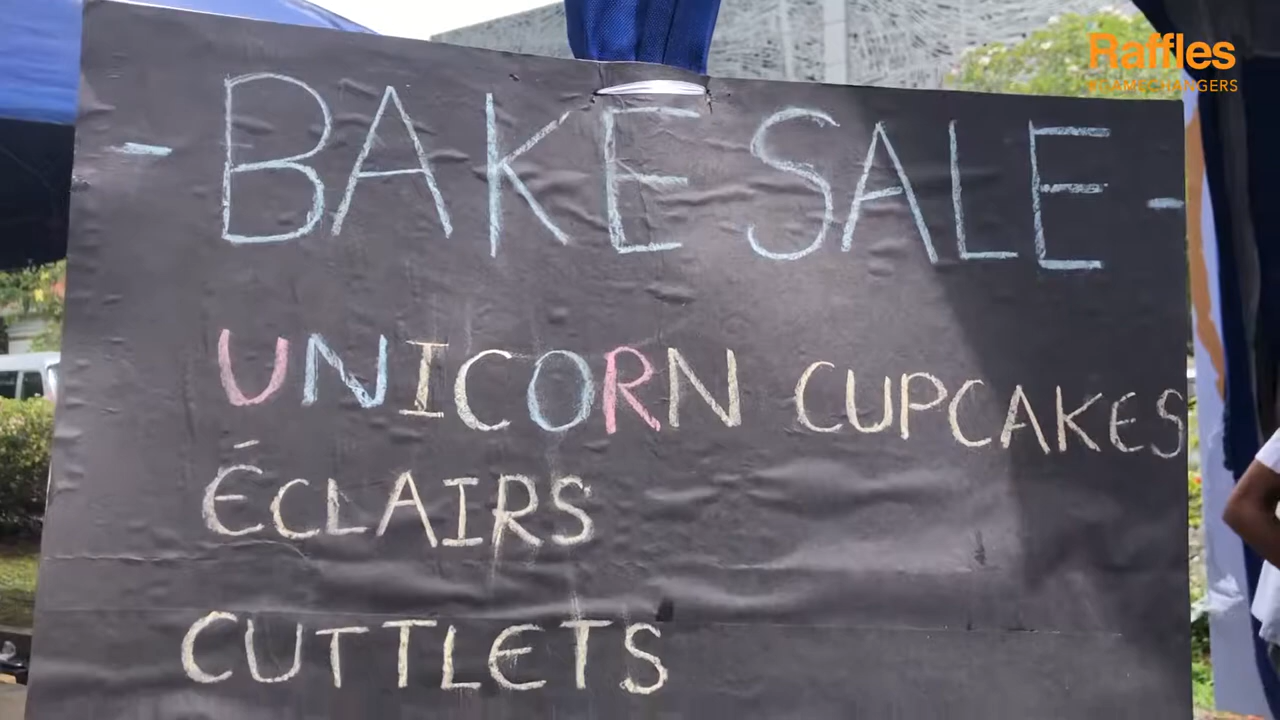 Raffles
#GAMECHANGERS
- BAKE SALE -
UNICORN CUPCAKES
ÉCLAIRS
CUTTLETS